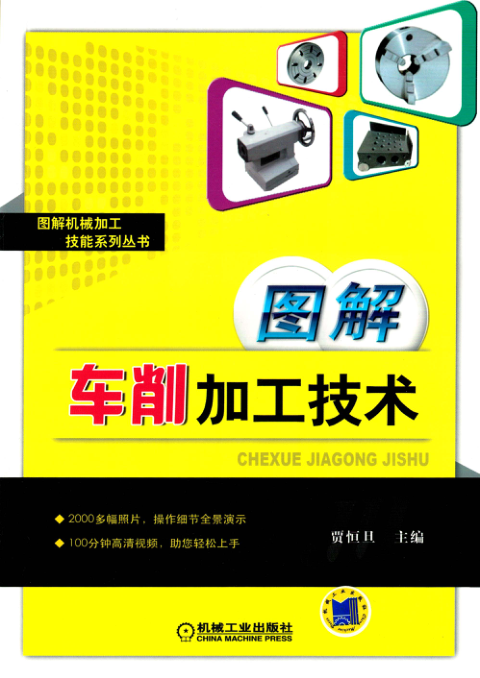 图解机械加工
技能系列丛书
图解
车削加工技术
CHEXUE JIAGONG JISHU
◆ 2000多幅照片，操作细节全景演示
◆ 100分钟高清视频，助您轻松上手
贾恒旦 主编
机械工业出版社
CHINA MACHINE PRESS